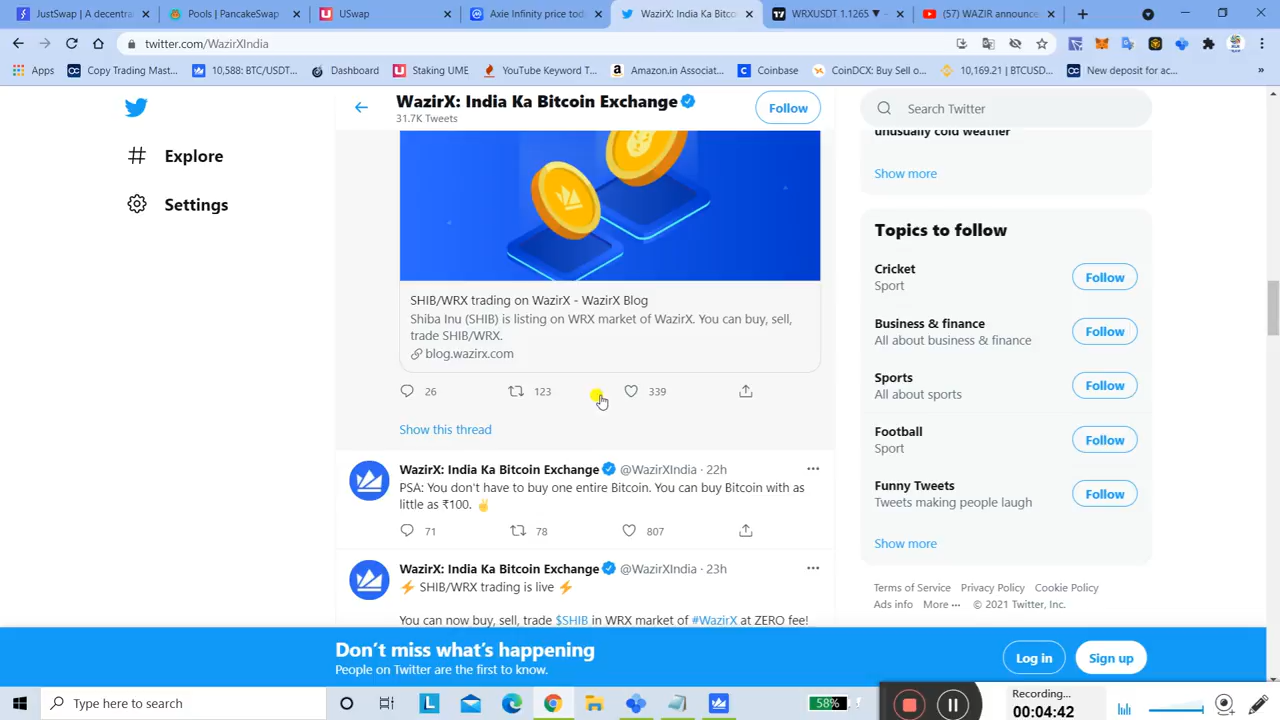 Pools | PancakeSwap
USwap
Axie Infinity price tod
WazirX: India Ka Bitco
WRXUSDT 1.1265 ▼
(57) WAZIR announce
twitter.com/WazirXIndia
Apps
Copy Trading Mast...
10,588: BTC/USDT...
Dashboard
Staking UME
YouTube Keyword T...
Amazon.in Associat...
Coinbase
CoinDCX: Buy Sell o...
10,169.21 | BTCUSD...
New deposit for ac...
WazirX: India Ka Bitcoin Exchange
31.7K Tweets
Follow
Search Twitter
Explore
Settings
SHIB/WRX trading on WazirX - WazirX Blog
Shiba Inu (SHIB) is listing on WRX market of WazirX. You can buy, sell,
trade SHIB/WRX.
blog.wazirx.com
26 123 339
Show this thread
WazirX: India Ka Bitcoin Exchange @WazirXIndia · 22h
PSA: You don't have to buy one entire Bitcoin. You can buy Bitcoin with as
little as ₹100. ✌
71 78 807
WazirX: India Ka Bitcoin Exchange @WazirXIndia · 23h
⚡ SHIB/WRX trading is live ⚡
You can now buy, sell, trade $SHIB in WRX market of #WazirX at ZERO fee!
unusually cold weather
Show more
Topics to follow
Cricket
Sport
Follow
Business & finance
All about business & finance
Follow
Sports
All about sports
Follow
Football
Sport
Follow
Funny Tweets
Tweets making people laugh
Follow
Show more
Terms of Service Privacy Policy Cookie Policy
Ads info More ••• © 2021 Twitter, Inc.
Don't miss what's happening
People on Twitter are the first to know.
Log in
Sign up
Type here to search
58%
Recording...
00:04:42